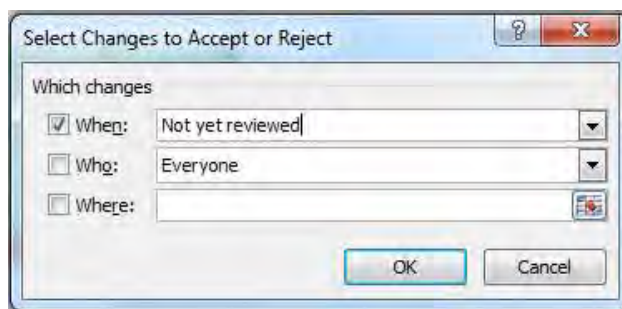 Select Changes to Accept or Reject
Which changes
When: Not yet reviewed
Who: Everyone
Where:
OK Cancel